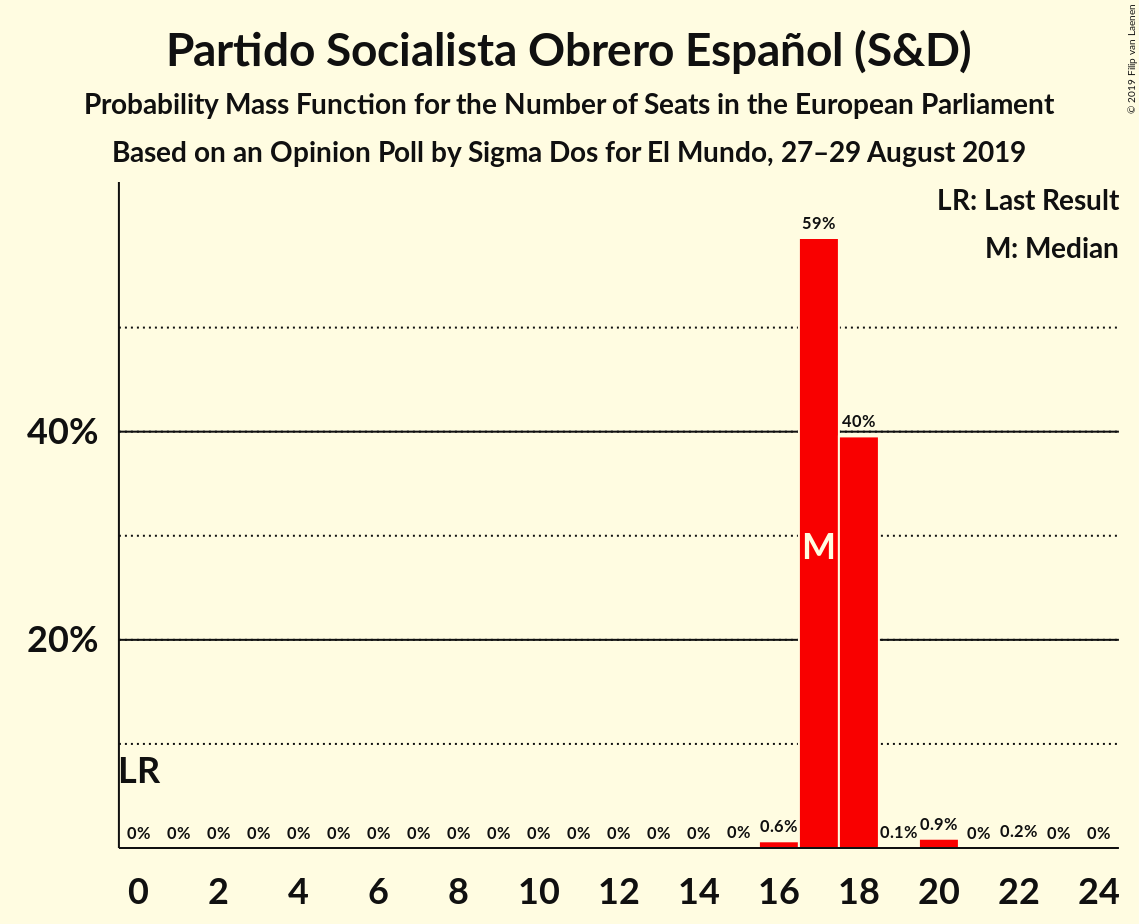 Partido Socialista Obrero Español (S&D)
Probability Mass Function for the Number of Seats in the European Parliament
Based on an Opinion Poll by Sigma Dos for El Mundo, 27–29 August 2019
© 2019 Filip van Laenen
LR: Last Result
M: Median
59%
40%
40%
M
20%
LR
0% 0% 0% 0% 0% 0% 0% 0% 0% 0% 0% 0% 0% 0% 0% 0% 0.6% 0.1% 0.9% 0% 0.2% 0% 0%
0 2 4 6 8 10 12 14 16 18 20 22 24